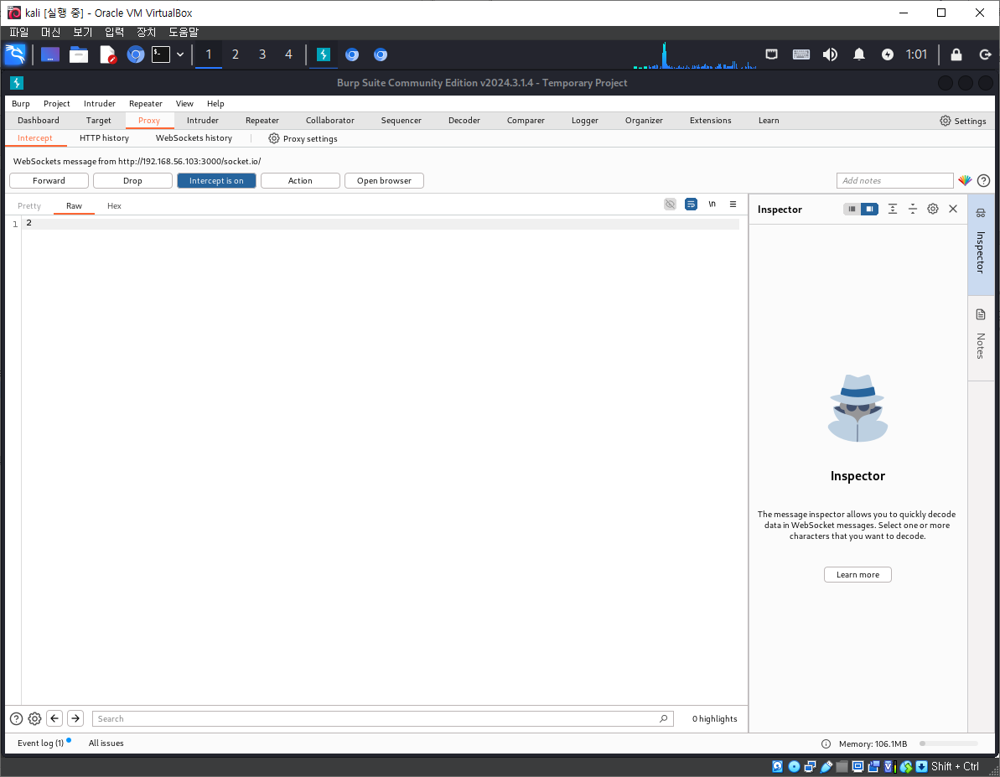 kali [실행 중] - Oracle VM VirtualBox
파일 머신 보기 입력 장치 도움말
1 2 3 4 1:01
Burp Suite Community Edition v2024.3.1.4 - Temporary Project
Burp Project Intruder Repeater View Help
Dashboard Target Proxy Intruder Repeater Collaborator Sequencer Decoder Comparer Logger Organizer Extensions Learn Settings
Intercept HTTP history WebSockets history Proxy settings
WebSockets message from http://192.168.56.103:3000/socket.io/
Forward Drop Intercept is on Action Open browser Add notes
Pretty Raw Hex \n
Inspector
1 2
Inspector
Notes
Inspector
The message inspector allows you to quickly decode
data in WebSocket messages. Select one or more
characters that you want to decode.
Learn more
Search 0 highlights
Event log (1) All issues Memory: 106.1MB
Shift + Ctrl